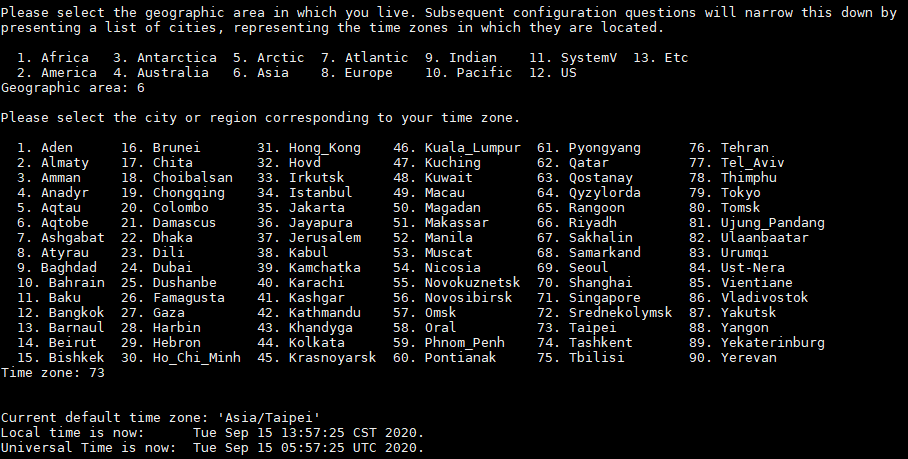 Please select the geographic area in which you live. Subsequent configuration questions will narrow this down by
presenting a list of cities, representing the time zones in which they are located.
1. Africa 3. Antarctica 5. Arctic 7. Atlantic 9. Indian 11. SystemV 13. Etc
2. America 4. Australia 6. Asia 8. Europe 10. Pacific 12. US
Geographic area: 6
Please select the city or region corresponding to your time zone.
1. Aden 16. Brunei 31. Hong_Kong 46. Kuala_Lumpur 61. Pyongyang 76. Tehran
2. Almaty 17. Chita 32. Hovd 47. Kuching 62. Qatar 77. Tel_Aviv
3. Amman 18. Choibalsan 33. Irkutsk 48. Kuwait 63. Qostanay 78. Thimphu
4. Anadyr 19. Chongqing 34. Istanbul 49. Macau 64. Qyzylorda 79. Tokyo
5. Aqtau 20. Colombo 35. Jakarta 50. Magadan 65. Rangoon 80. Tomsk
6. Aqtobe 21. Damascus 36. Jayapura 51. Makassar 66. Riyadh 81. Ujung_Pandang
7. Ashgabat 22. Dhaka 37. Jerusalem 52. Manila 67. Sakhalin 82. Ulaanbaatar
8. Atyrau 23. Dili 38. Kabul 53. Muscat 68. Samarkand 83. Urumqi
9. Baghdad 24. Dubai 39. Kamchatka 54. Nicosia 69. Seoul 84. Ust-Nera
10. Bahrain 25. Dushanbe 40. Karachi 55. Novokuznetsk 70. Shanghai 85. Vientiane
11. Baku 26. Famagusta 41. Kashgar 56. Novosibirsk 71. Singapore 86. Vladivostok
12. Bangkok 27. Gaza 42. Kathmandu 57. Omsk 72. Srednekolymsk 87. Yakutsk
13. Barnaul 28. Harbin 43. Khandyga 58. Oral 73. Taipei 88. Yangon
14. Beirut 29. Hebron 44. Kolkata 59. Phnom_Penh 74. Tashkent 89. Yekaterinburg
15. Bishkek 30. Ho_Chi_Minh 45. Krasnoyarsk 60. Pontianak 75. Tbilisi 90. Yerevan
Time zone: 73
Current default time zone: 'Asia/Taipei'
Local time is now: Tue Sep 15 13:57:25 CST 2020.
Universal Time is now: Tue Sep 15 05:57:25 UTC 2020.